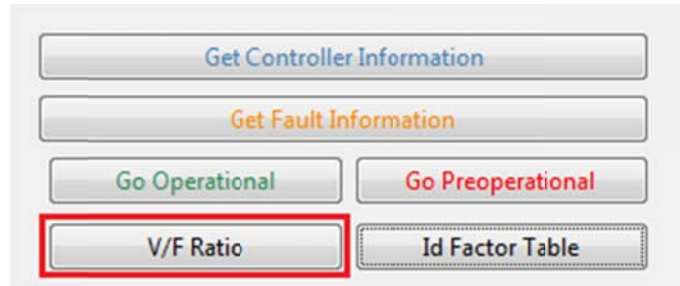 Get Controller Information
Get Fault Information
Go Operational Go Preoperational
V/F Ratio Id Factor Table